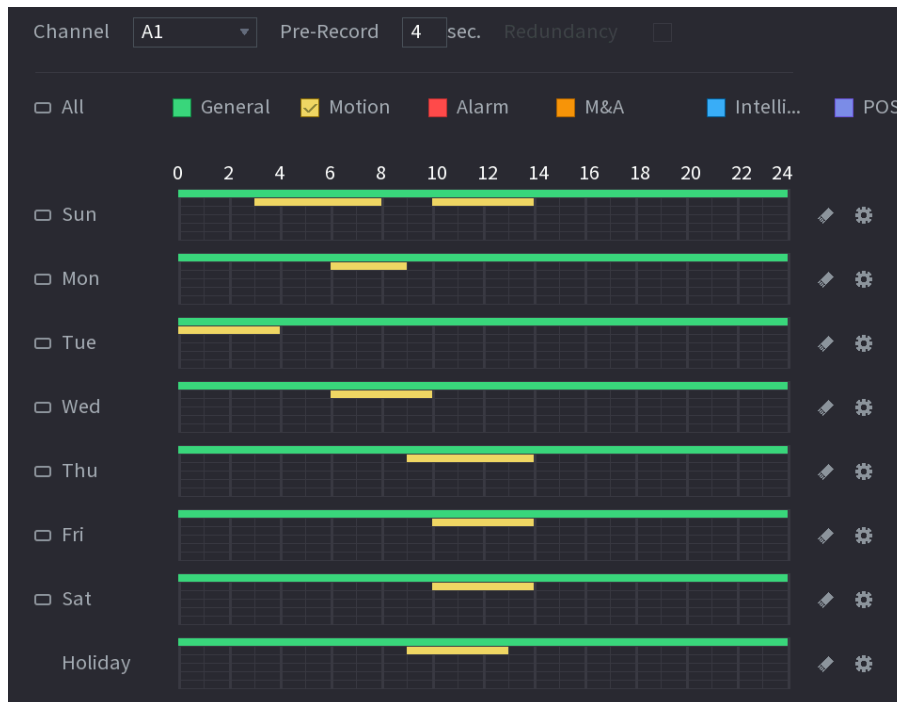 Channel A1 Pre-Record 4 sec. Redundancy
All General Motion Alarm M&A Intelli... POS
0 2 4 6 8 10 12 14 16 18 20 22 24
Sun
Mon
Tue
Wed
Thu
Fri
Sat
Holiday